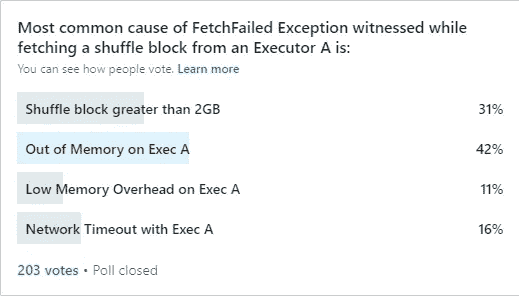 Most common cause of FetchFailed Exception witnessed while
fetching a shuffle block from an Executor A is:
You can see how people vote. Learn more
Shuffle block greater than 2GB 31%
Out of Memory on Exec A 42%
Low Memory Overhead on Exec A 11%
Network Timeout with Exec A 16%
203 votes • Poll closed